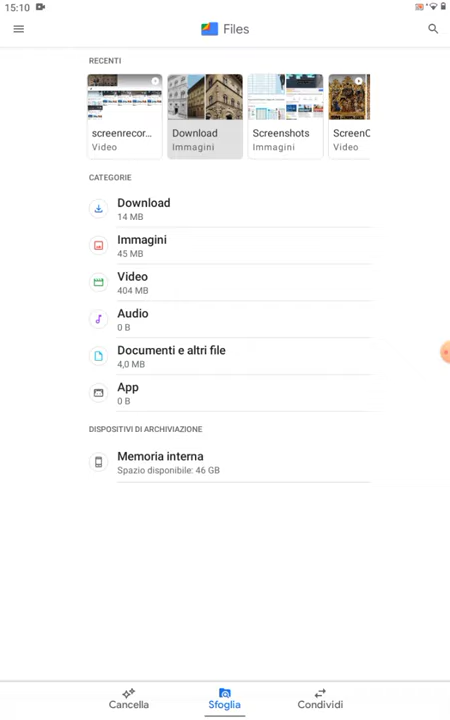 15:10
Files
RECENTI
screenrecor...
Video
Download
Immagini
Screenshots
Immagini
ScreenC
Video
CATEGORIE
Download
14 MB
Immagini
45 MB
Video
404 MB
Audio
0 B
Documenti e altri file
4,0 MB
App
0 B
DISPOSITIVI DI ARCHIVIAZIONE
Memoria interna
Spazio disponibile: 46 GB
Cancella
Sfoglia
Condividi